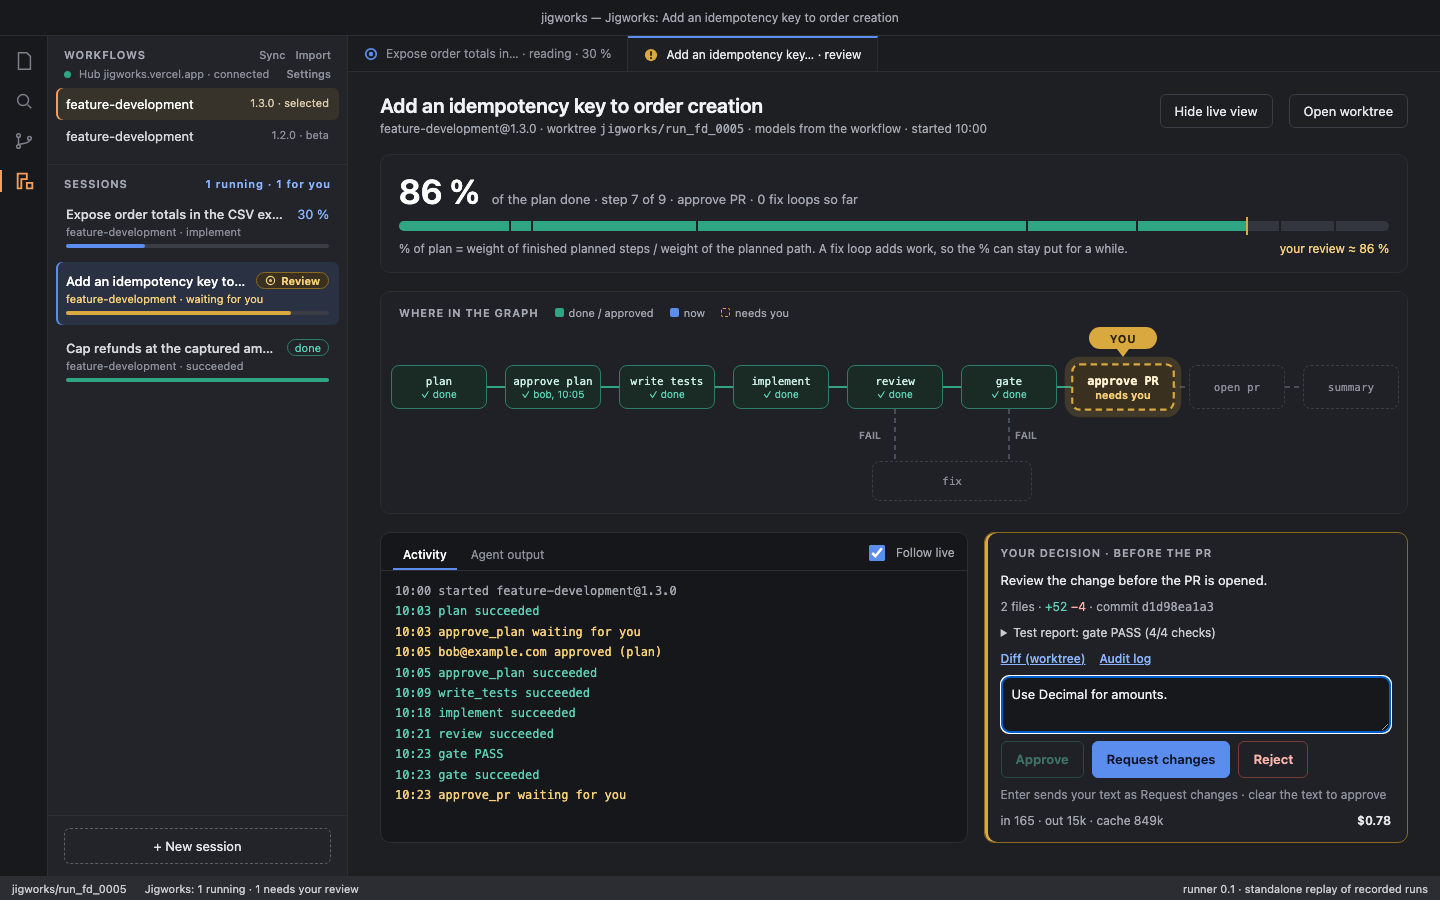 jigworks — Jigworks: Add an idempotency key to order creation
WORKFLOWS Sync Import
Hub jigworks.vercel.app · connected Settings
feature-development 1.3.0 · selected
feature-development 1.2.0 · beta
SESSIONS 1 running · 1 for you
Expose order totals in the CSV ex... 30 %
feature-development · implement
Add an idempotency key to... Review
feature-development · waiting for you
Cap refunds at the captured am... done
feature-development · succeeded
+ New session
Expose order totals in... · reading · 30 %
Add an idempotency key... · review
Add an idempotency key to order creation
feature-development@1.3.0 · worktree jigworks/run_fd_0005 · models from the workflow · started 10:00
Hide live view
Open worktree
86 % of the plan done · step 7 of 9 · approve PR · 0 fix loops so far
% of plan = weight of finished planned steps / weight of the planned path. A fix loop adds work, so the % can stay put for a while.
your review ≈ 86 %
WHERE IN THE GRAPH done / approved now needs you
YOU
plan
✓ done
approve plan
✓ bob, 10:05
write tests
✓ done
implement
✓ done
review
✓ done
gate
✓ done
approve PR
needs you
open pr
summary
FAIL
FAIL
fix
Activity Agent output Follow live
10:00 started feature-development@1.3.0
10:03 plan succeeded
10:03 approve_plan waiting for you
10:05 bob@example.com approved (plan)
10:05 approve_plan succeeded
10:09 write_tests succeeded
10:18 implement succeeded
10:21 review succeeded
10:23 gate PASS
10:23 gate succeeded
10:23 approve_pr waiting for you
YOUR DECISION · BEFORE THE PR
Review the change before the PR is opened.
2 files · +52 −4 · commit d1d98ea1a3
Test report: gate PASS (4/4 checks)
Diff (worktree) Audit log
Use Decimal for amounts.
Approve Request changes Reject
Enter sends your text as Request changes · clear the text to approve
in 165 · out 15k · cache 849k $0.78
jigworks/run_fd_0005 Jigworks: 1 running · 1 needs your review
runner 0.1 · standalone replay of recorded runs